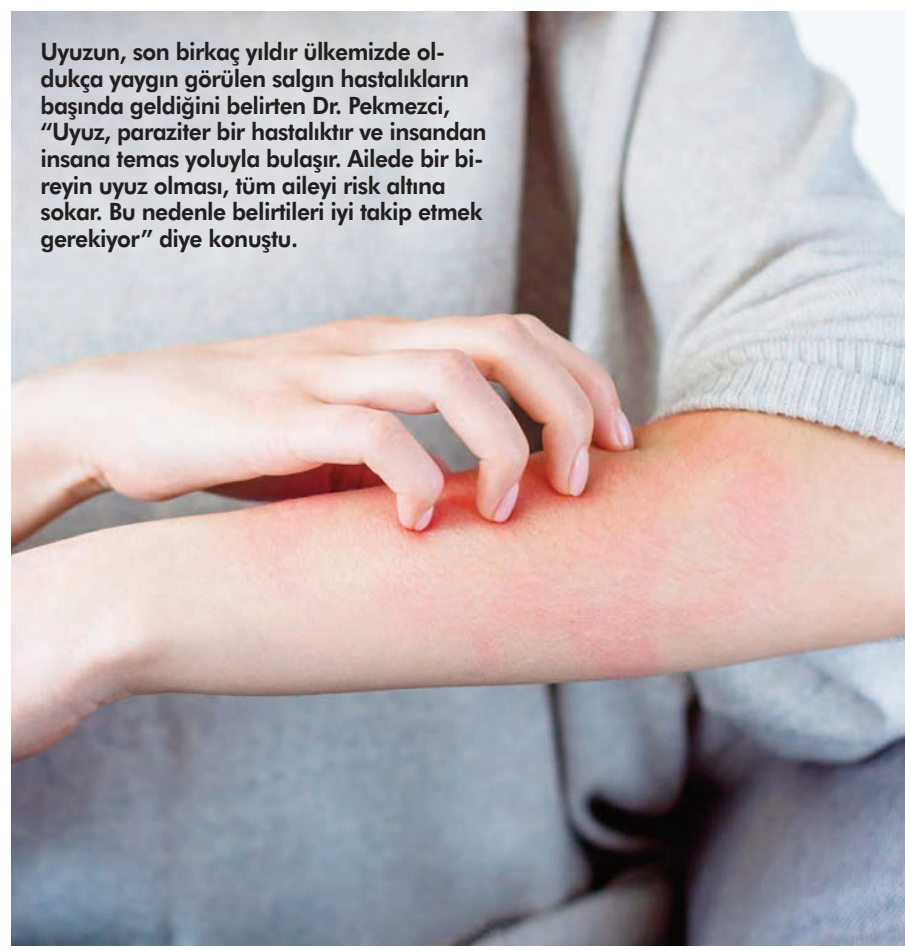 Uyuzun, son birkaç yıldır ülkemizde ol-
dukça yaygın görülen salgın hastalıkların
başında geldiğini belirten Dr. Pekmezci,
“Uyuz, paraziter bir hastalıktır ve insandan
insana temas yoluyla bulaşır. Ailede bir bi-
reyin uyuz olması, tüm aileyi risk altına
sokar. Bu nedenle belirtileri iyi takip etmek
gerekiyor” diye konuştu.